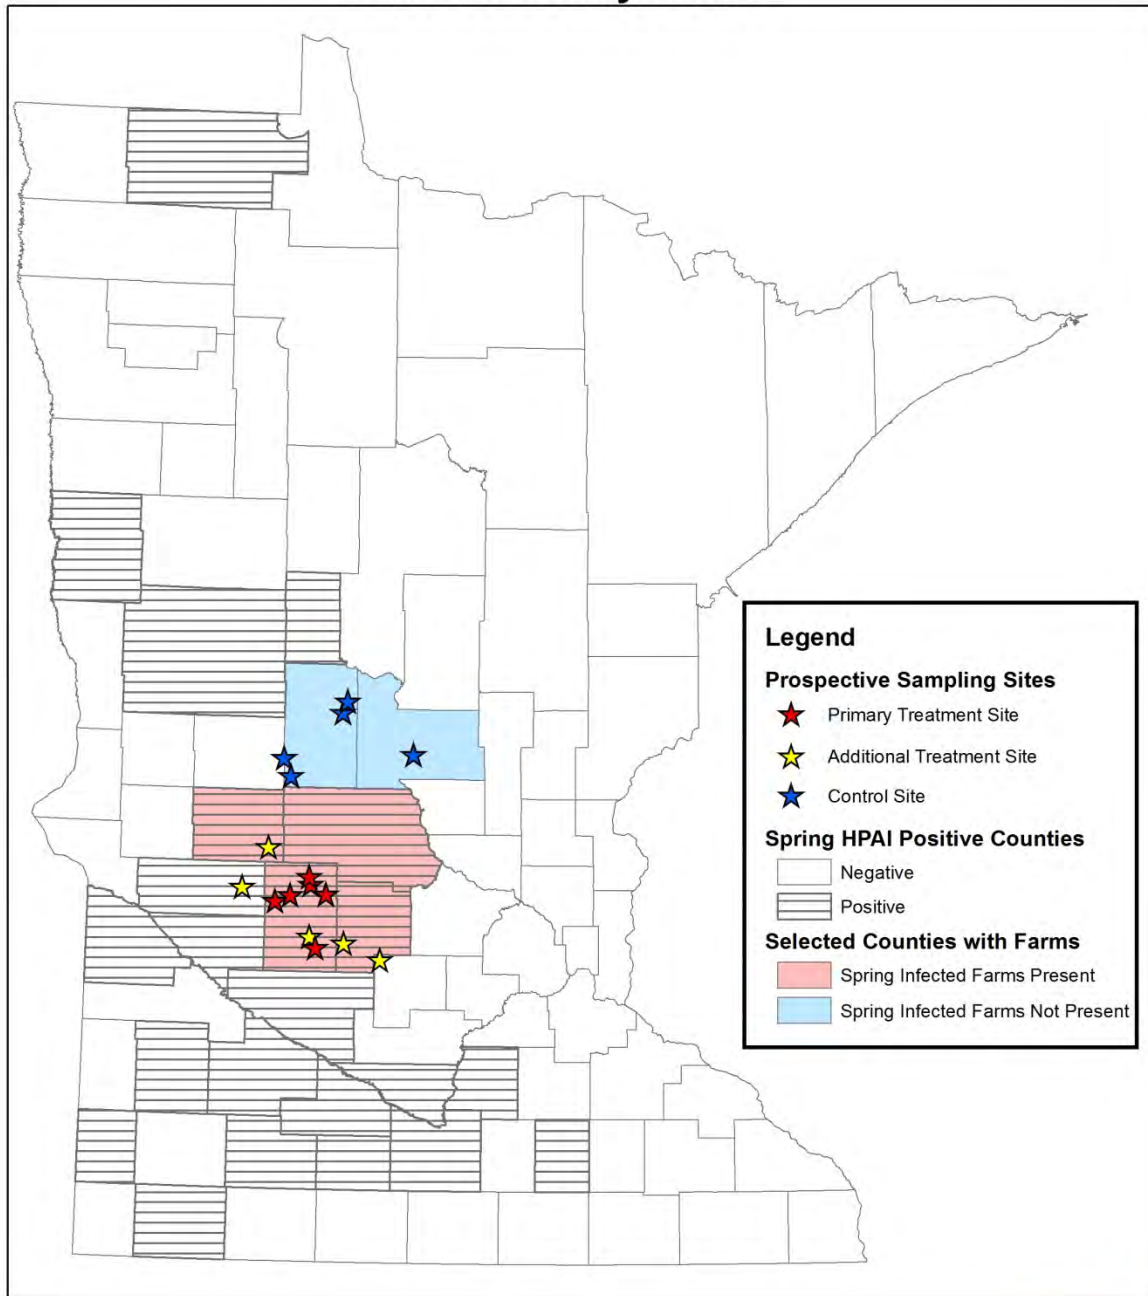 Legend
Prospective Sampling Sites
Primary Treatment Site
Additional Treatment Site
Control Site
Spring HPAI Positive Counties
Negative
Positive
Selected Counties with Farms
Spring Infected Farms Present
Spring Infected Farms Not Present